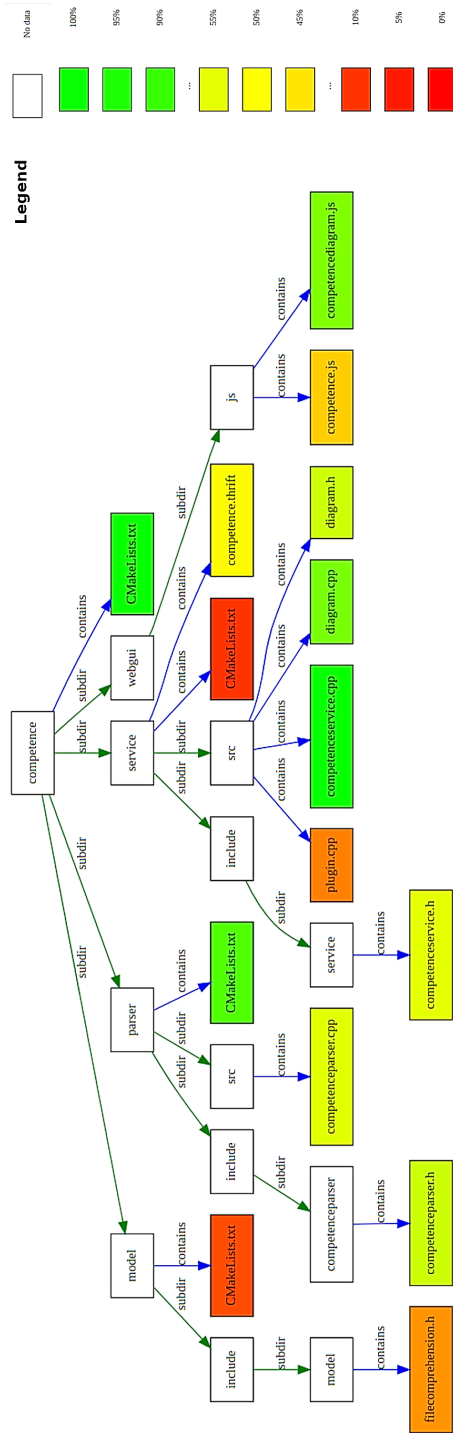 No data
100%
95%
90%
...
55%
50%
45%
...
10%
5%
0%
Legend
competence
subdir
subdir
subdir
subdir
contains
model
parser
service
webgui
CMakeLists.txt
subdir
contains
subdir
subdir
contains
subdir
subdir
contains
contains
subdir
include
CMakeLists.txt
include
src
CMakeLists.txt
include
src
CMakeLists.txt
competence.thrift
js
subdir
subdir
contains
subdir
contains
contains
contains
contains
contains
contains
model
competenceparser
competenceparser.cpp
service
plugin.cpp
competenceservice.cpp
diagram.cpp
diagram.h
competence.js
competencediagram.js
contains
contains
contains
filecomprehension.h
competenceparser.h
competenceservice.h